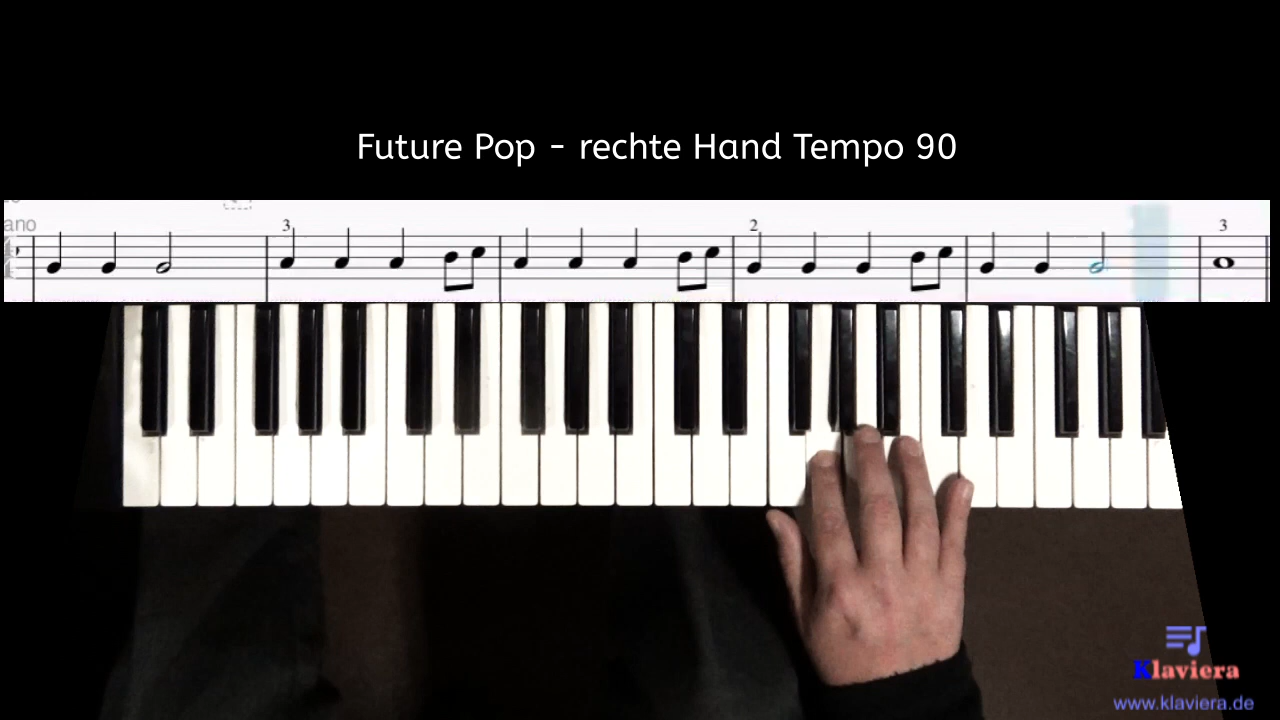 Future Pop - rechte Hand Tempo 90
ano
3 2 3
Klaviera
www.klaviera.de